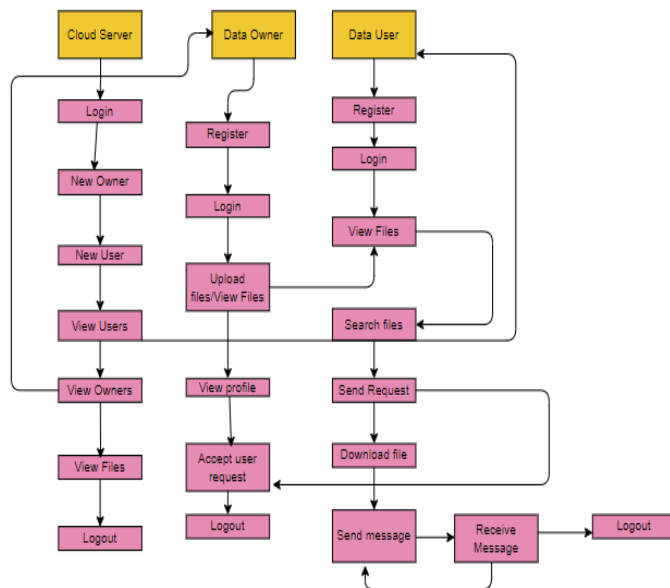 Cloud Server
Data Owner
Data User
Login
New Owner
New User
View Users
View Owners
View Files
Logout
Register
Login
Upload
files/View Files
View profile
Accept user
request
Logout
Register
Login
View Files
Search files
Send Request
Download file
Send message
Receive
Message
Logout